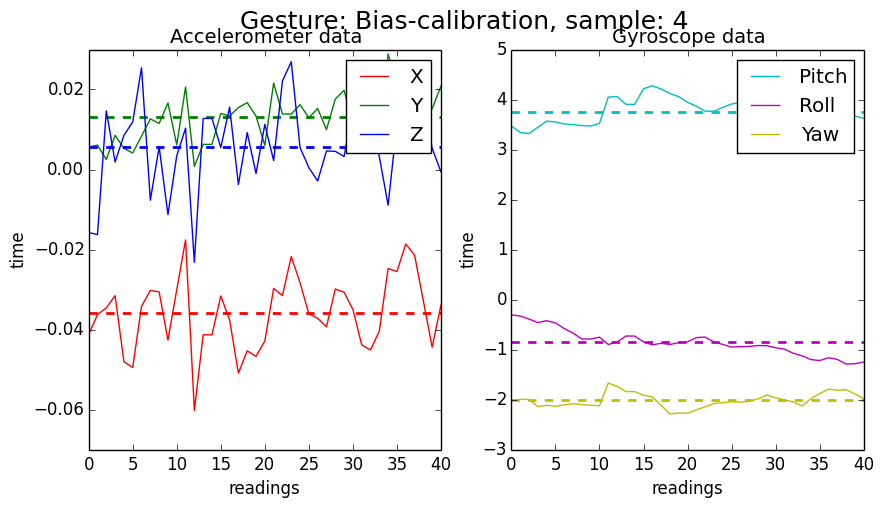 Gesture: Bias-calibration, sample: 4
Accelerometer data
X
Y
Z
0.02
0.00
−0.02
−0.04
−0.06
time
0 5 10 15 20 25 30 35 40
readings
Gyroscope data
Pitch
Roll
Yaw
5
4
3
2
1
0
−1
−2
−3
time
0 5 10 15 20 25 30 35 40
readings